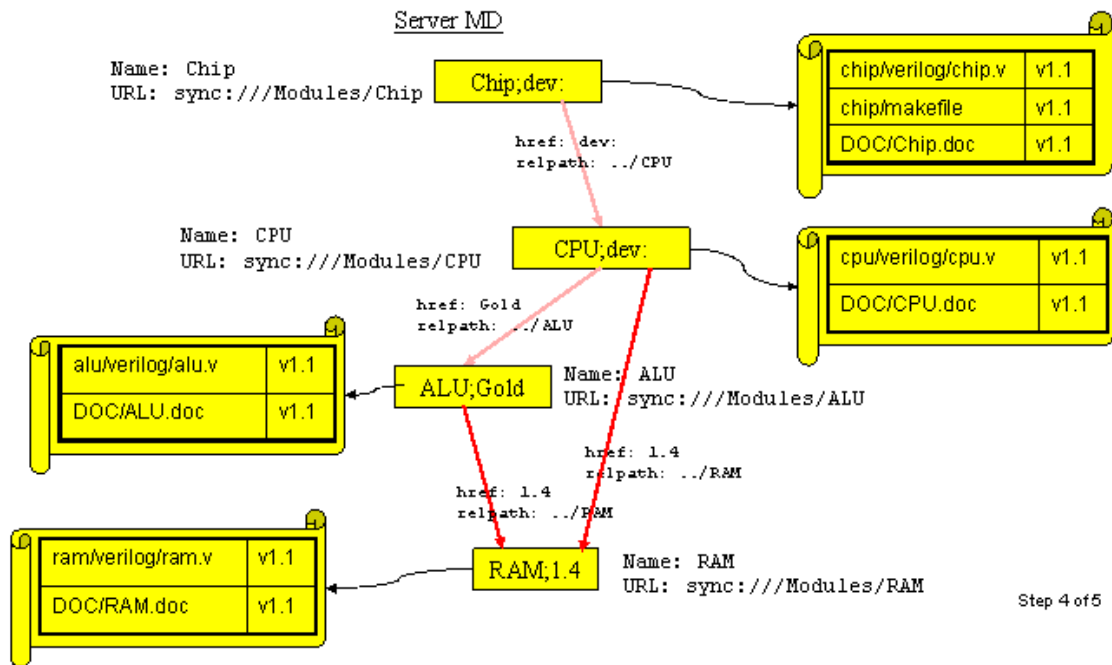 Server MD
Name: Chip
URL: sync:///Modules/Chip
Chip;dev:
chip/verilog/chip.v v1.1
chip/makefile v1.1
DOC/Chip.doc v1.1
href: dev:
relpath: ../CPU
Name: CPU
URL: sync:///Modules/CPU
CPU;dev:
cpu/verilog/cpu.v v1.1
DOC/CPU.doc v1.1
href: Gold
relpath: ../ALU
alu/verilog/alu.v v1.1
DOC/ALU.doc v1.1
ALU;Gold
Name: ALU
URL: sync:///Modules/ALU
href: 1.4
relpath: ../RAM
href: 1.4
relpath: ../RAM
ram/verilog/ram.v v1.1
DOC/RAM.doc v1.1
RAM;1.4
Name: RAM
URL: sync:///Modules/RAM
Step 4 of 5